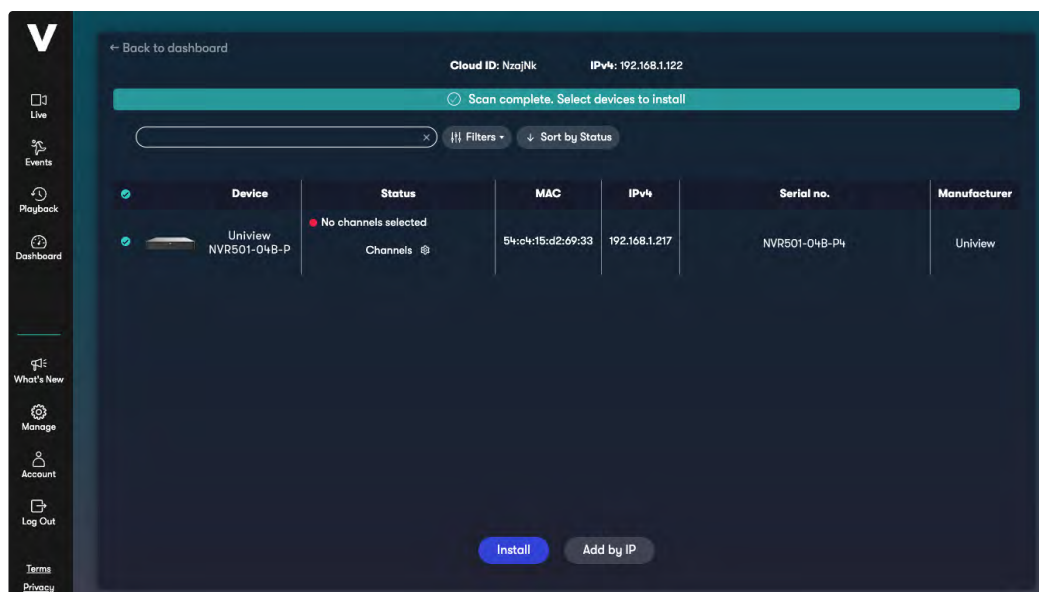 V
← Back to dashboard
Cloud ID: NzajNk IPv4: 192.168.1.122
Scan complete. Select devices to install
Filters
↓ Sort by Status
Live
Events
Playback
Dashboard
What's New
Manage
Account
Log Out
Terms
Privacy
Device Status MAC IPv4 Serial no. Manufacturer
Uniview
NVR501-04B-P
No channels selected
Channels
54:c4:15:d2:69:33
192.168.1.217
NVR501-04B-P4
Uniview
Install
Add by IP